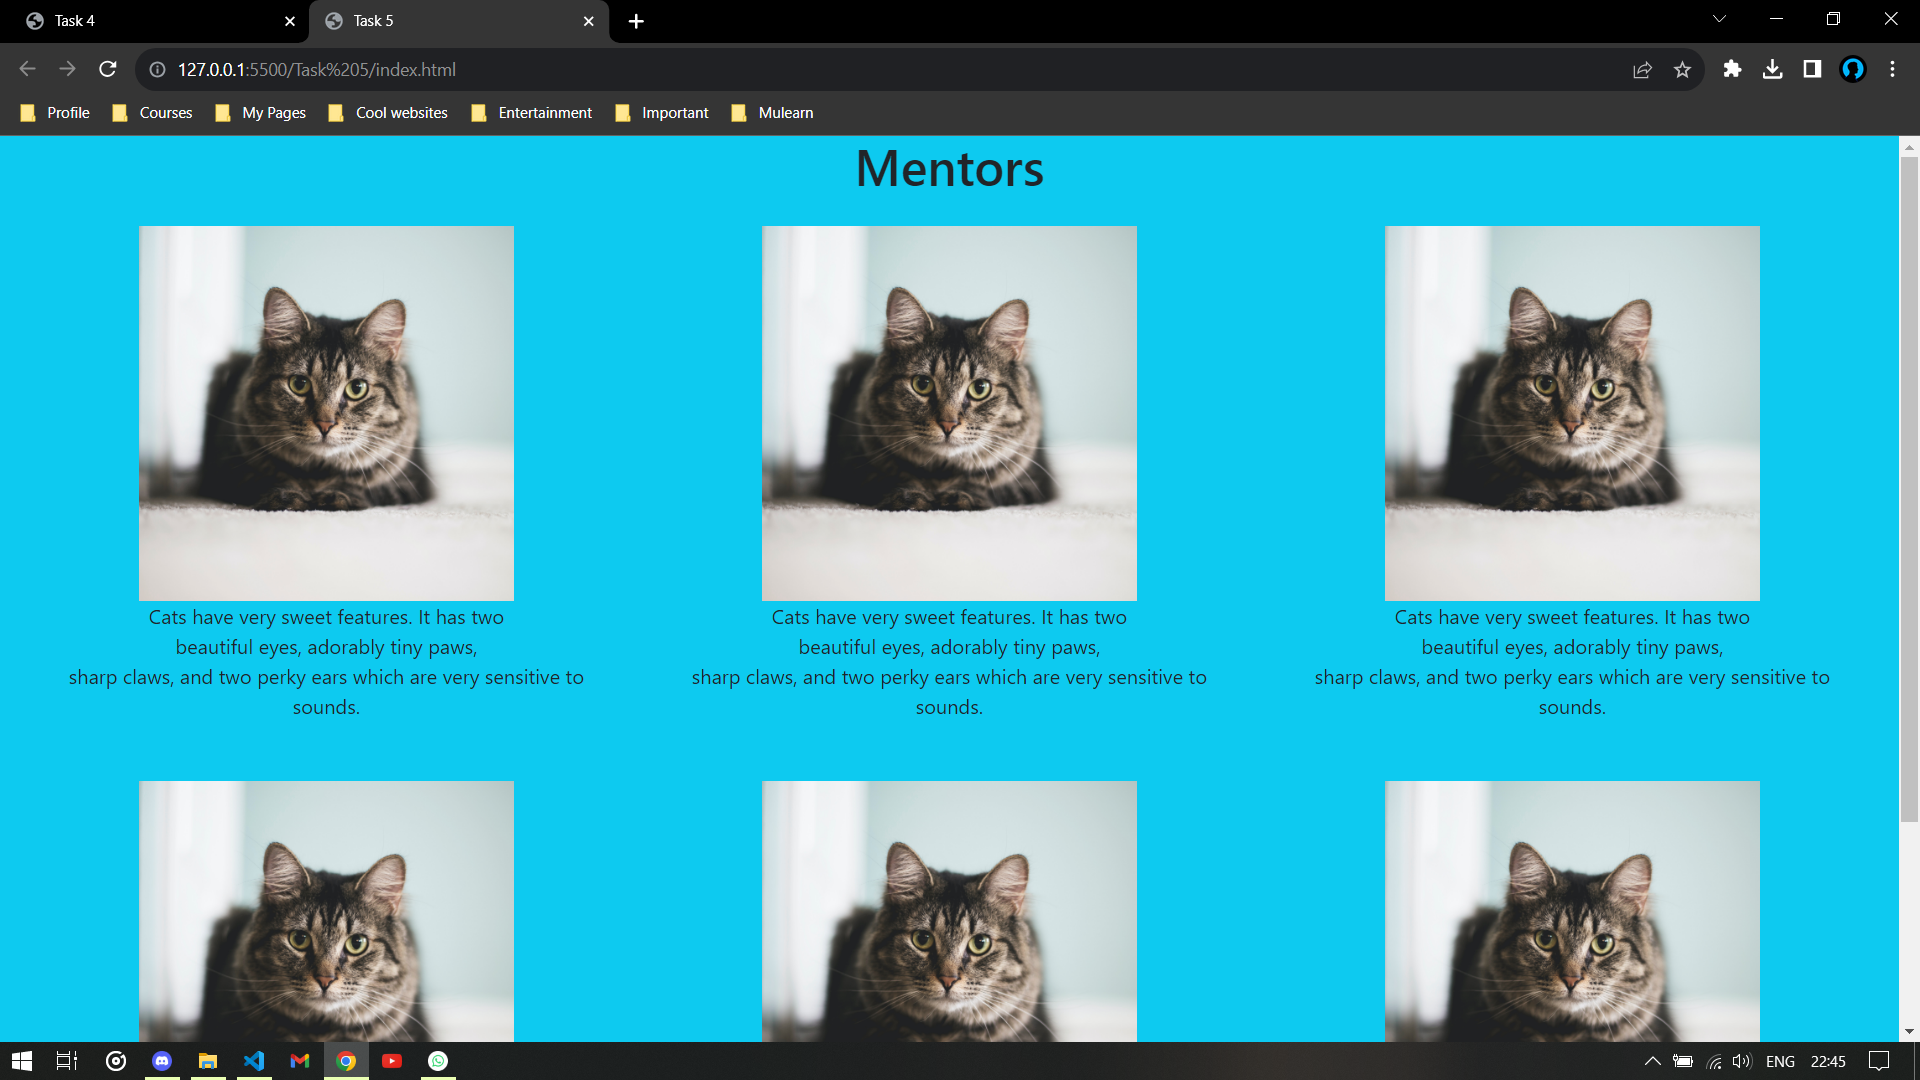 Task 4
Task 5
127.0.0.1:5500/Task%205/index.html
Profile
Courses
My Pages
Cool websites
Entertainment
Important
Mulearn
Mentors
Cats have very sweet features. It has two
beautiful eyes, adorably tiny paws,
sharp claws, and two perky ears which are very sensitive to
sounds.
Cats have very sweet features. It has two
beautiful eyes, adorably tiny paws,
sharp claws, and two perky ears which are very sensitive to
sounds.
Cats have very sweet features. It has two
beautiful eyes, adorably tiny paws,
sharp claws, and two perky ears which are very sensitive to
sounds.
ENG
22:45